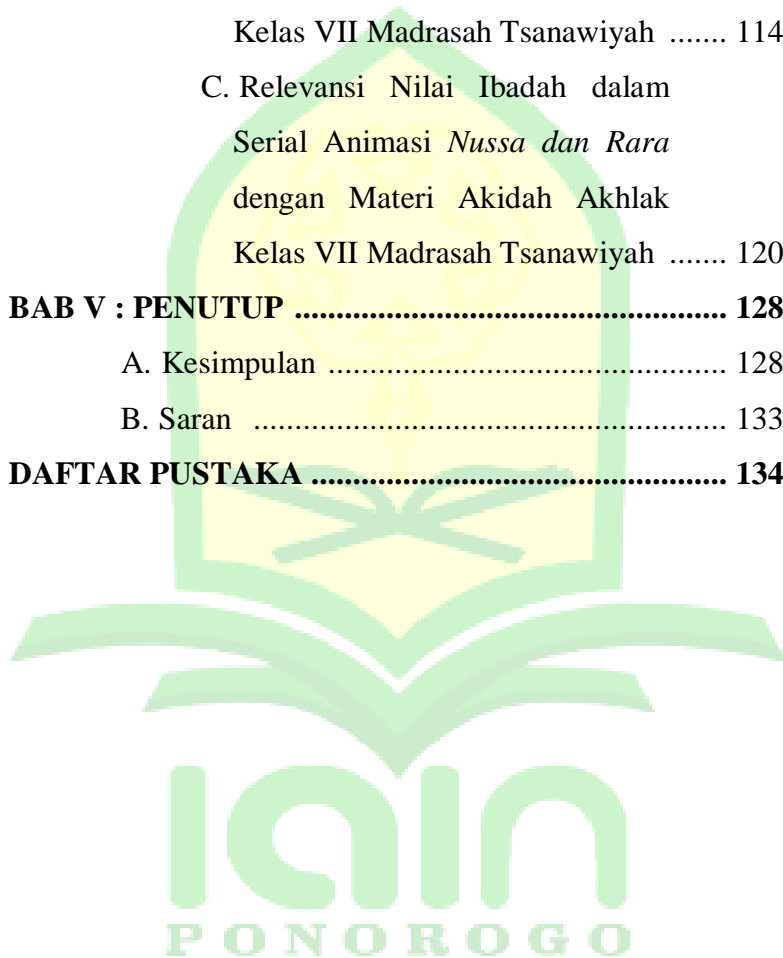 Kelas VII Madrasah Tsanawiyah ....... 114
C. Relevansi Nilai Ibadah dalam
Serial Animasi Nussa dan Rara
dengan Materi Akidah Akhlak
Kelas VII Madrasah Tsanawiyah ....... 120
BAB V : PENUTUP .................................................. 128
A. Kesimpulan .............................................. 128
B. Saran ....................................................... 133
DAFTAR PUSTAKA ................................................ 134
iain
PONOROGO